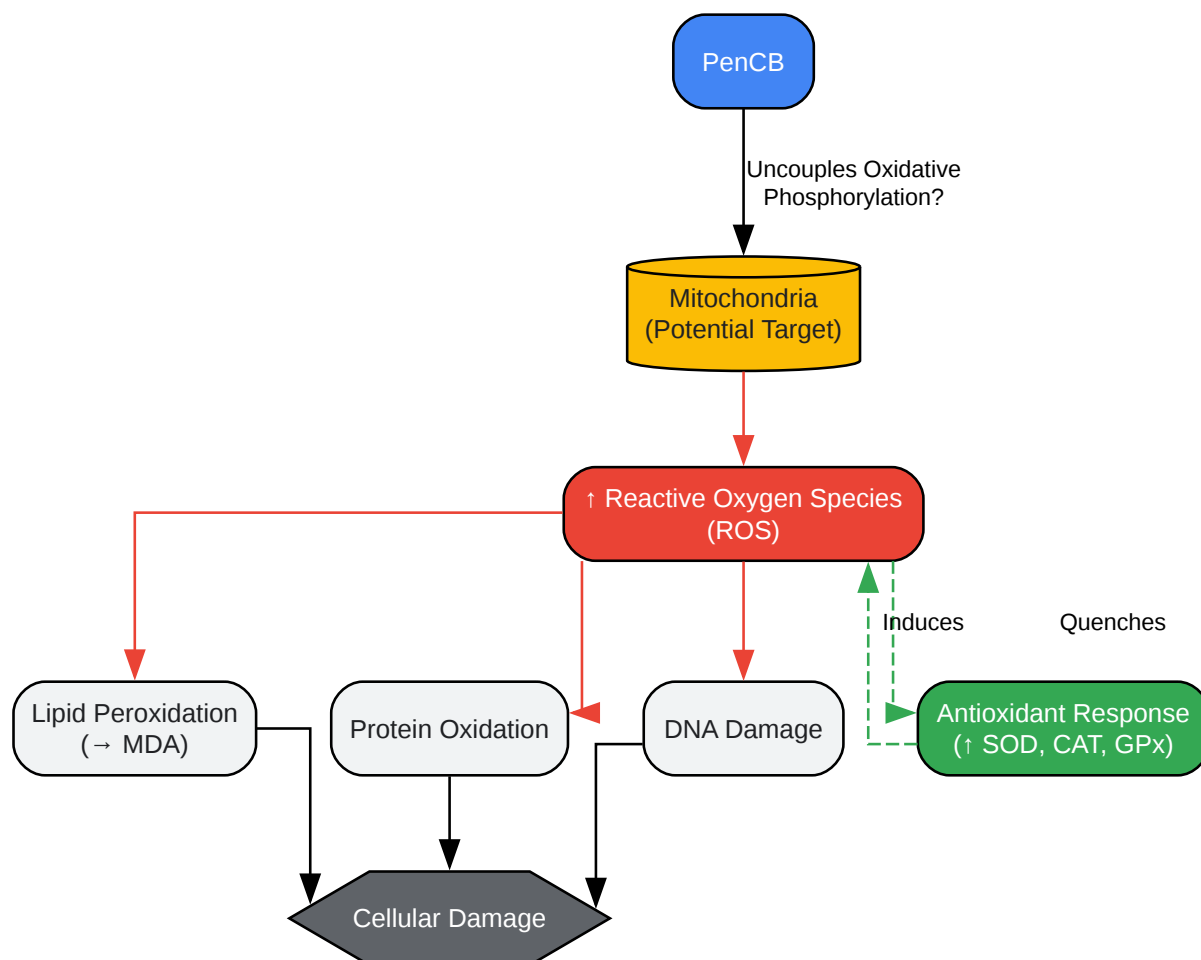 PenCB
Uncouples Oxidative
Phosphorylation?
Mitochondria
(Potential Target)
↑ Reactive Oxygen Species
(ROS)
Induces
Quenches
Lipid Peroxidation
(→ MDA)
Protein Oxidation
DNA Damage
Antioxidant Response
(↑ SOD, CAT, GPx)
Cellular Damage